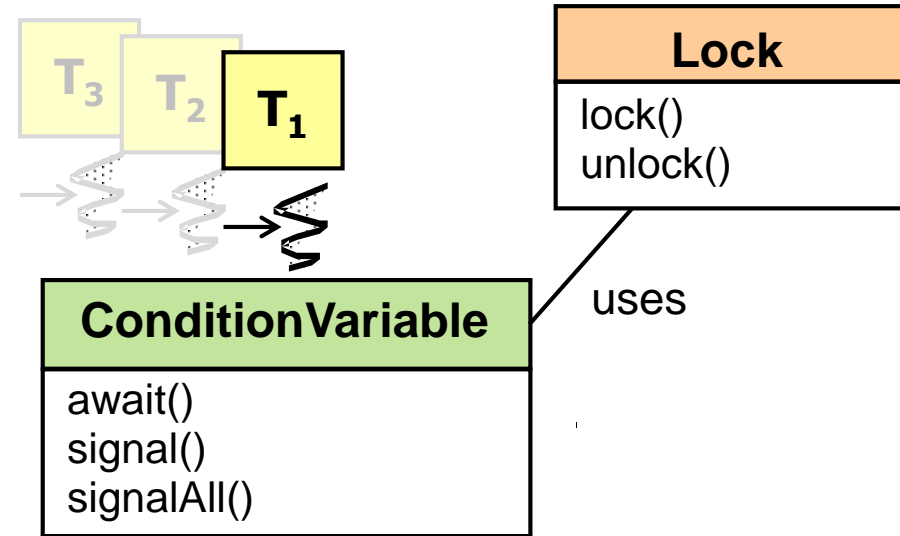 T3
T2
T1
Lock
lock()
unlock()
uses
ConditionVariable
await()
signal()
signalAll()